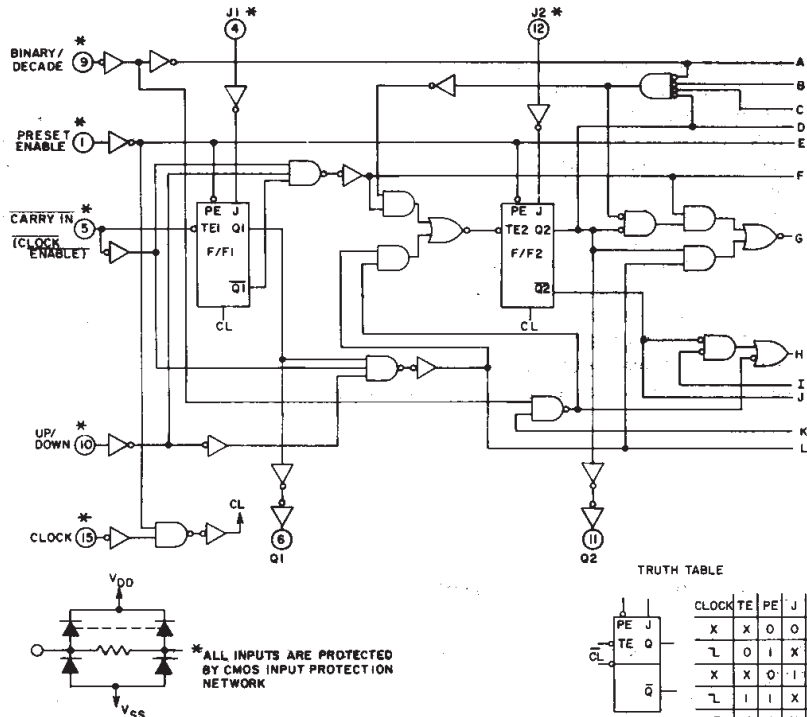 J1 *
4
J2 *
12
BINARY/
DECADE
*
9
A
B
C
D
PRESET
ENABLE
*
1
E
F
CARRY IN
*
5
(CLOCK
ENABLE)
PE J
TE1 Q1
F/F1
Q1
CL
PE J
TE2 Q2
F/F2
Q2
CL
G
H
I
J
K
L
UP/
DOWN
*
10
CLOCK
*
15
CL
6
Q1
11
Q2
VDD
* ALL INPUTS ARE PROTECTED
BY CMOS INPUT PROTECTION
NETWORK
VSS
TRUTH TABLE
PE J
TE Q
CL
Q
CLOCK TE PE J
X X 0 0
0 1 X
X X 0 1
1 1 X